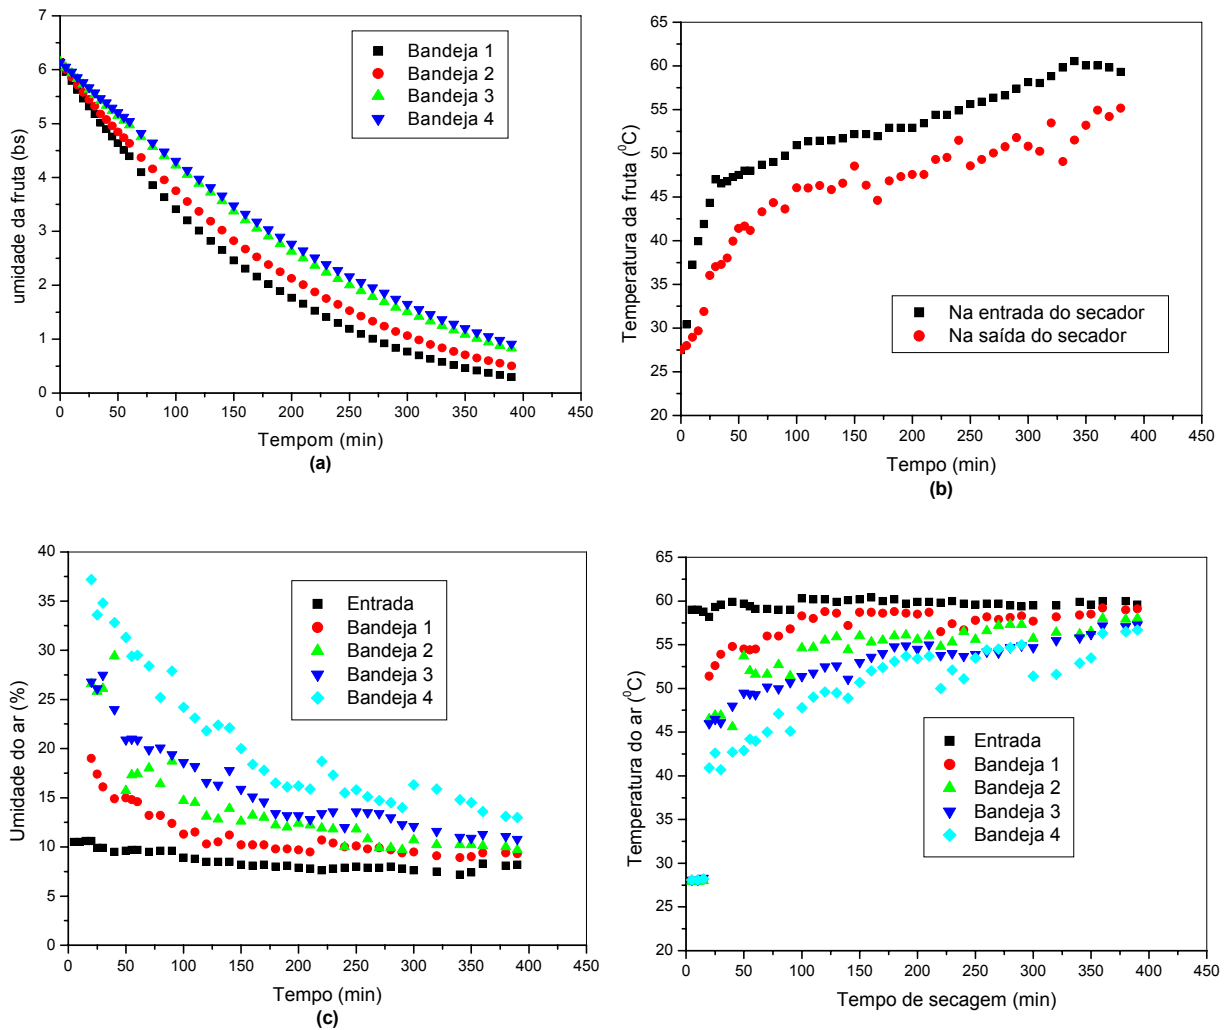 7
6
5
4
3
2
1
0
umidade da fruta (bs)
Bandeja 1
Bandeja 2
Bandeja 3
Bandeja 4
0 50 100 150 200 250 300 350 400 450
Tempom (min)
(a)
65
60
55
50
45
40
35
30
25
20
Temperatura da fruta (⁰C)
Na entrada do secador
Na saída do secador
0 50 100 150 200 250 300 350 400 450
Tempo (min)
(b)
40
35
30
25
20
15
10
5
0
Umidade do ar (%)
Entrada
Bandeja 1
Bandeja 2
Bandeja 3
Bandeja 4
0 50 100 150 200 250 300 350 400 450
Tempo (min)
(c)
65
60
55
50
45
40
35
30
25
20
Temperatura do ar (⁰C)
Entrada
Bandeja 1
Bandeja 2
Bandeja 3
Bandeja 4
0 50 100 150 200 250 300 350 400 450
Tempo de secagem (min)